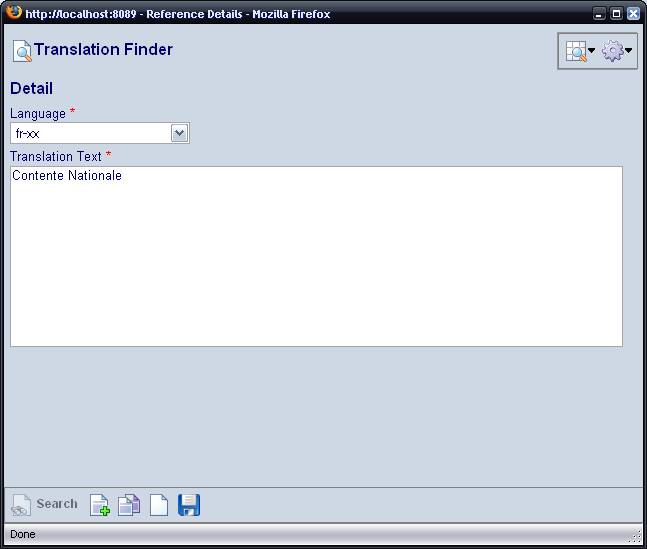 http://localhost:8089 - Reference Details - Mozilla Firefox
Translation Finder
Detail
Language *
fr-xx
Translation Text *
Contente Nationale
Search
Done